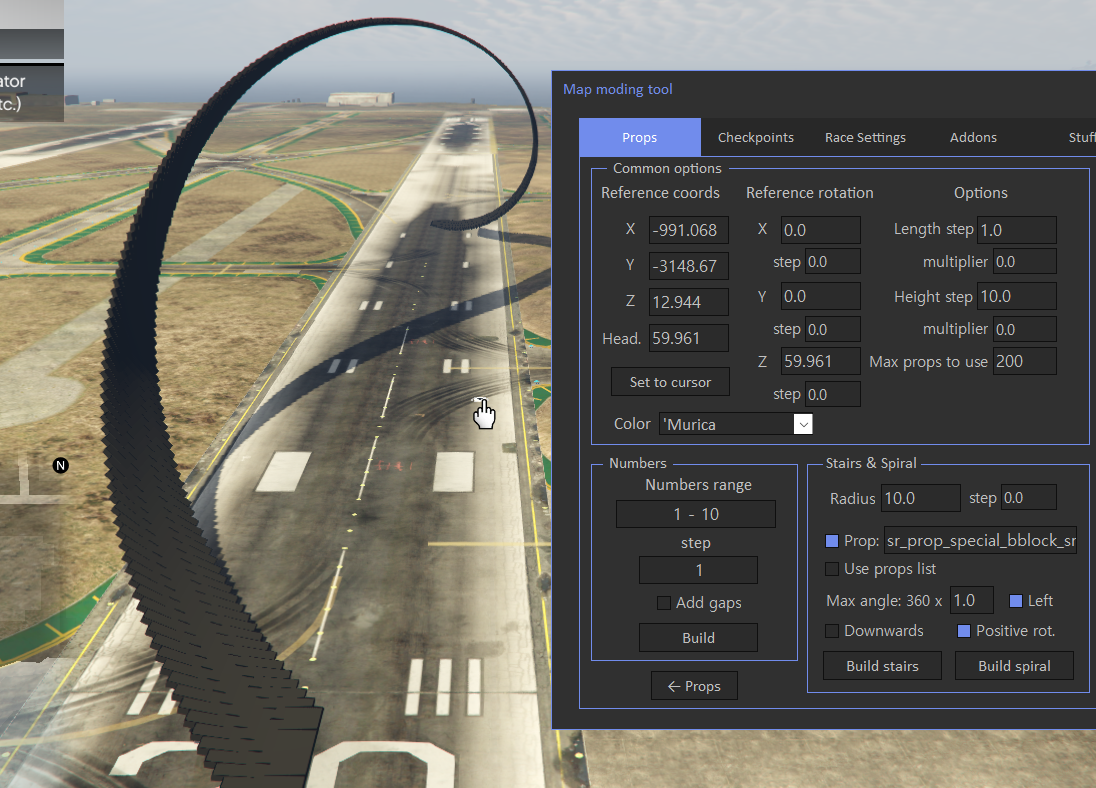 ator
tc.)
N
Map moding tool
Props Checkpoints Race Settings Addons Stuff
Common options
Reference coords Reference rotation Options
X -991.068 X 0.0 Length step 1.0
step 0.0 multiplier 0.0
Y -3148.67 Y 0.0 Height step 10.0
Z 12.944 step 0.0 multiplier 0.0
Head. 59.961 Z 59.961 Max props to use 200
Set to cursor step 0.0
Color 'Murica
Numbers
Numbers range
1 - 10
step
1
Add gaps
Build
← Props
Stairs & Spiral
Radius 10.0 step 0.0
Prop: sr_prop_special_bblock_sr
Use props list
Max angle: 360 x 1.0 Left
Downwards Positive rot.
Build stairs Build spiral